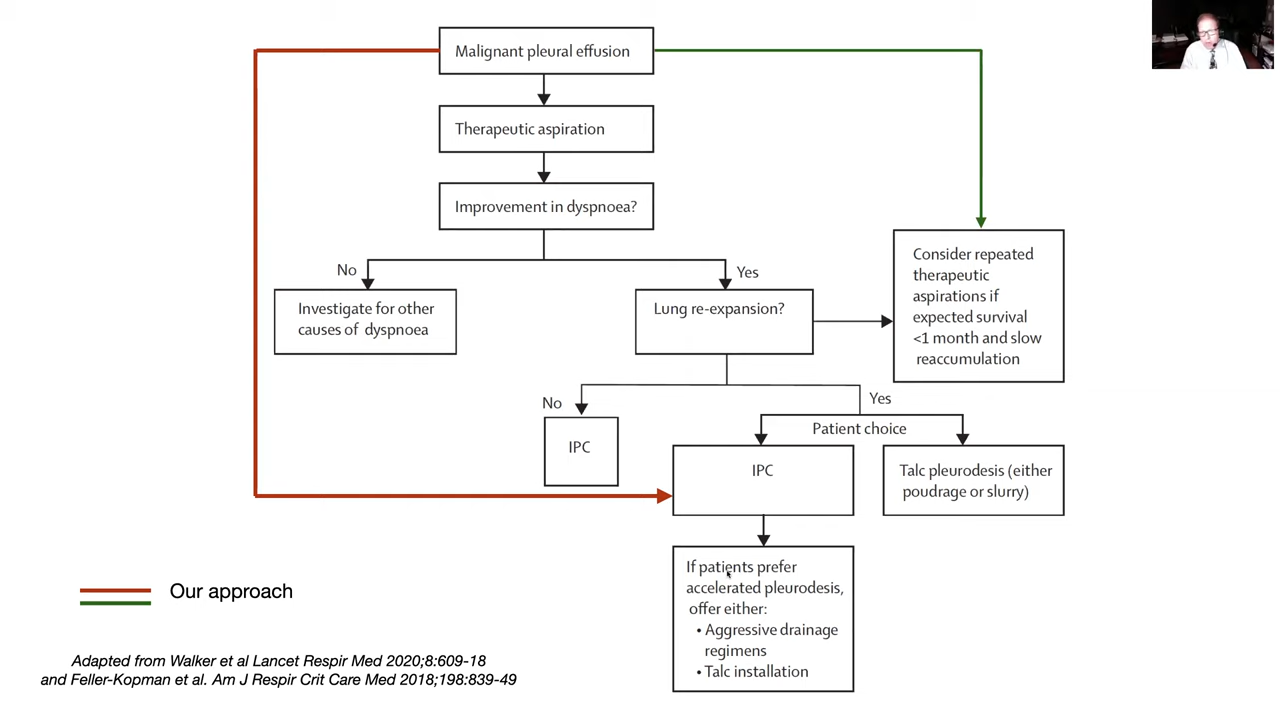 Malignant pleural effusion
Therapeutic aspiration
Improvement in dyspnoea?
No
Yes
Investigate for other
causes of dyspnoea
Lung re-expansion?
Consider repeated
therapeutic
aspirations if
expected survival
<1 month and slow
reaccumulation
No
Yes
Patient choice
IPC
IPC
Talc pleurodesis (either
poudrage or slurry)
If patients prefer
accelerated pleurodesis,
offer either:
• Aggressive drainage
regimens
• Talc installation
Our approach
Adapted from Walker et al Lancet Respir Med 2020;8:609-18
and Feller-Kopman et al. Am J Respir Crit Care Med 2018;198:839-49